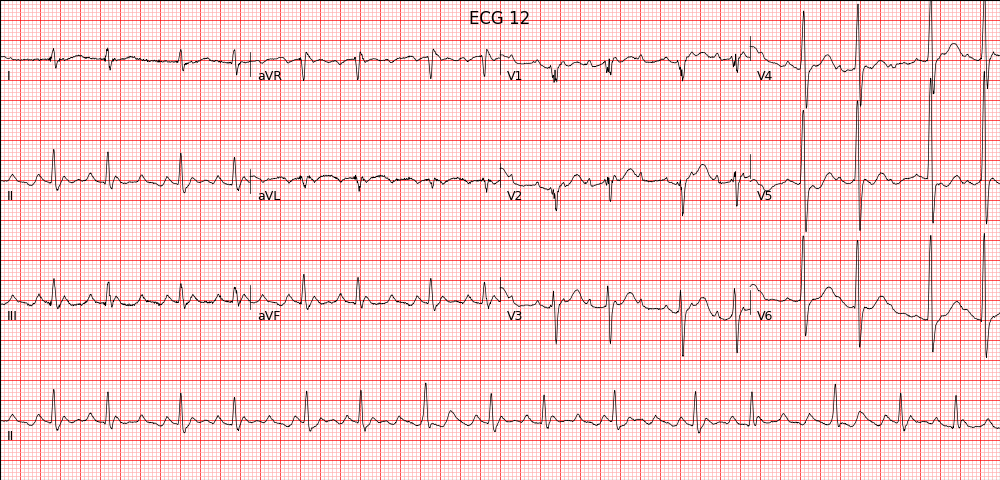 ECG 12
I aVR V1 V4
II aVL V2 V5
III aVF V3 V6
II